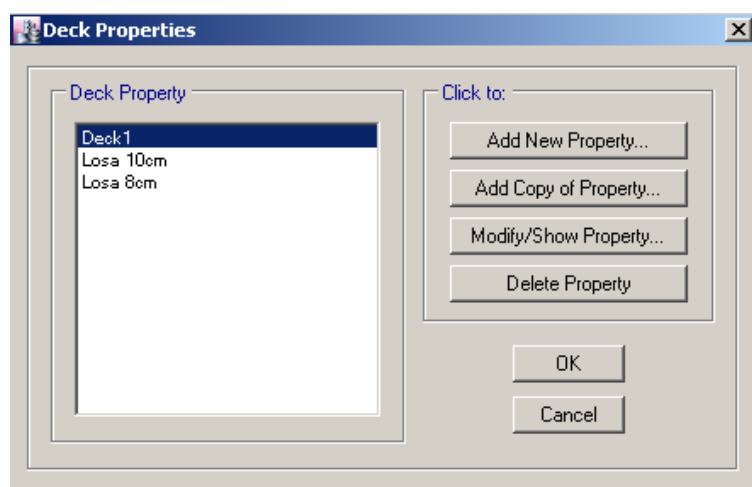 Deck Properties
Deck Property
Deck1
Losa 10cm
Losa 8cm
Click to:
Add New Property...
Add Copy of Property...
Modify/Show Property...
Delete Property
OK
Cancel